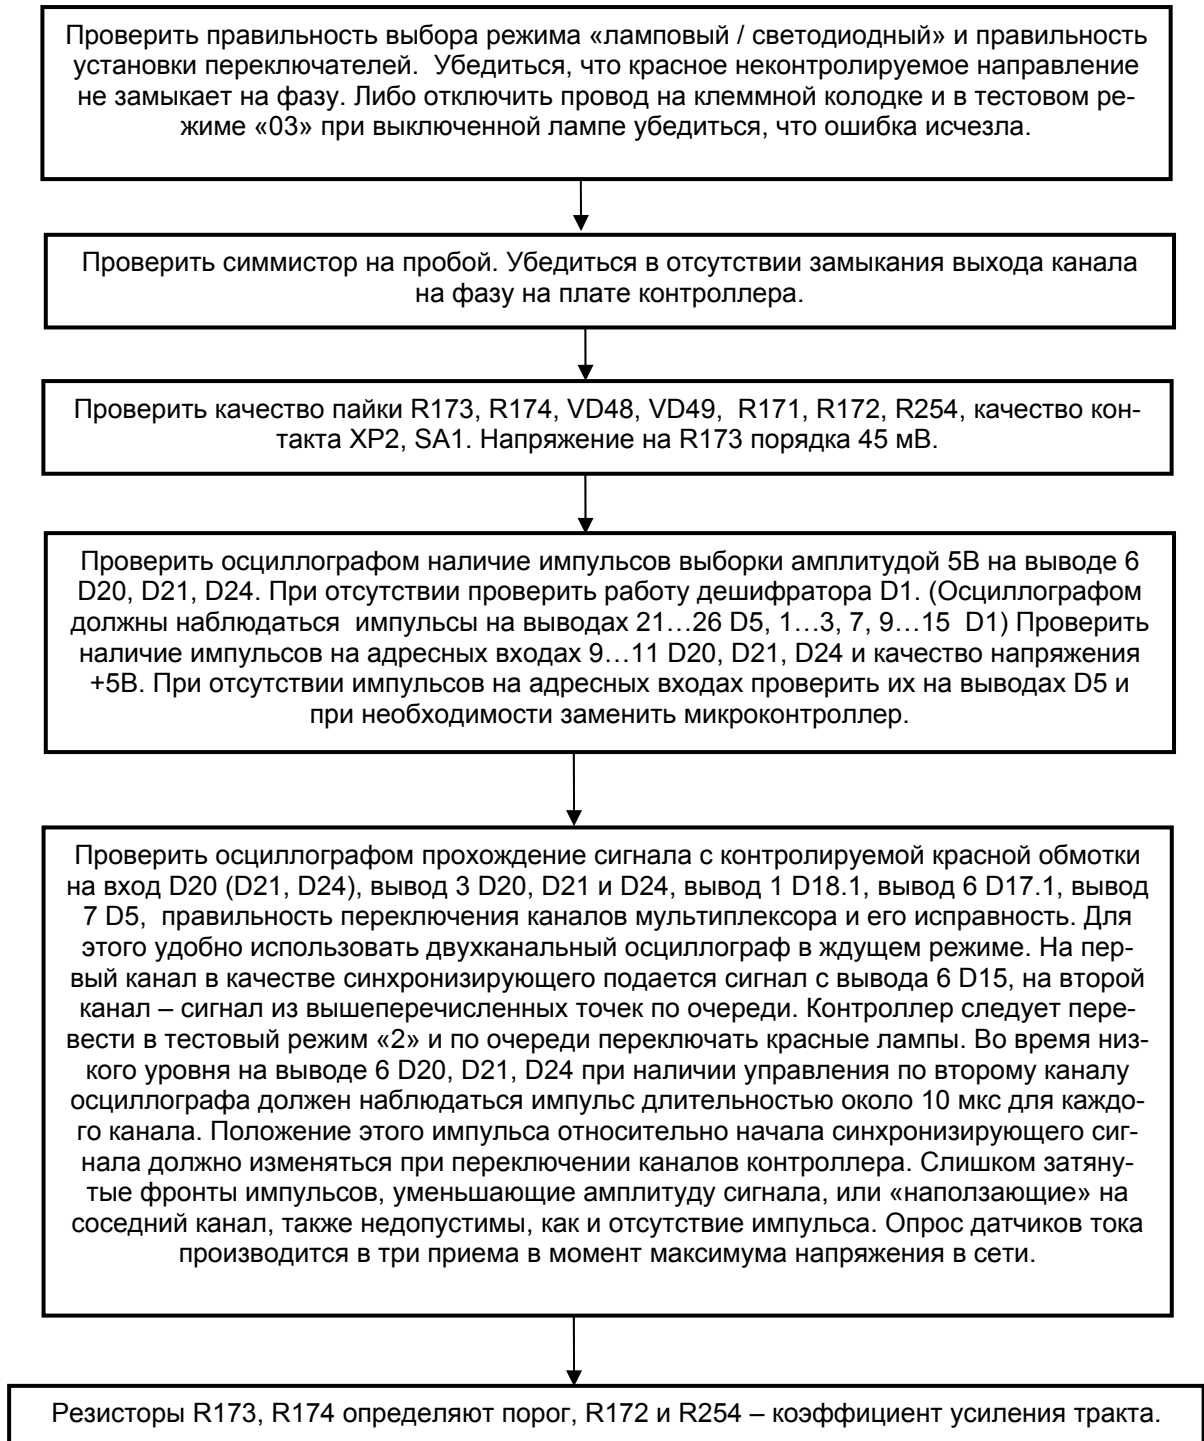 Проверить правильность выбора режима «ламповый / светодиодный» и правильность
установки переключателей.  Убедиться, что красное неконтролируемое направление
не замыкает на фазу. Либо отключить провод на клеммной колодке и в тестовом ре-
жиме «03» при выключенной лампе убедиться, что ошибка исчезла.
Проверить симмистор на пробой. Убедиться в отсутствии замыкания выхода канала
на фазу на плате контроллера.
Проверить качество пайки R173, R174, VD48, VD49,  R171, R172, R254, качество кон-
такта XP2, SA1. Напряжение на R173 порядка 45 мВ.
Проверить осциллографом наличие импульсов выборки амплитудой 5В на выводе 6
D20, D21, D24. При отсутствии проверить работу дешифратора D1. (Осциллографом
должны наблюдаться  импульсы на выводах 21…26 D5, 1…3, 7, 9…15  D1) Проверить
наличие импульсов на адресных входах 9…11 D20, D21, D24 и качество напряжения
+5В. При отсутствии импульсов на адресных входах проверить их на выводах D5 и
при необходимости заменить микроконтроллер.
Проверить осциллографом прохождение сигнала с контролируемой красной обмотки
на вход D20 (D21, D24), вывод 3 D20, D21 и D24, вывод 1 D18.1, вывод 6 D17.1, вывод
7 D5,  правильность переключения каналов мультиплексора и его исправность. Для
этого удобно использовать двухканальный осциллограф в ждущем режиме. На пер-
вый канал в качестве синхронизирующего подается сигнал с вывода 6 D15, на второй
канал – сигнал из вышеперечисленных точек по очереди. Контроллер следует пере-
вести в тестовый режим «2» и по очереди переключать красные лампы. Во время низ-
кого уровня на выводе 6 D20, D21, D24 при наличии управления по второму каналу
осциллографа должен наблюдаться импульс длительностью около 10 мкс для каждо-
го канала. Положение этого импульса относительно начала синхронизирующего сиг-
нала должно изменяться при переключении каналов контроллера. Слишком затяну-
тые фронты импульсов, уменьшающие амплитуду сигнала, или «наползающие» на
соседний канал, также недопустимы, как и отсутствие импульса. Опрос датчиков тока
производится в три приема в момент максимума напряжения в сети.
Резисторы R173, R174 определяют порог, R172 и R254 – коэффициент усиления тракта.